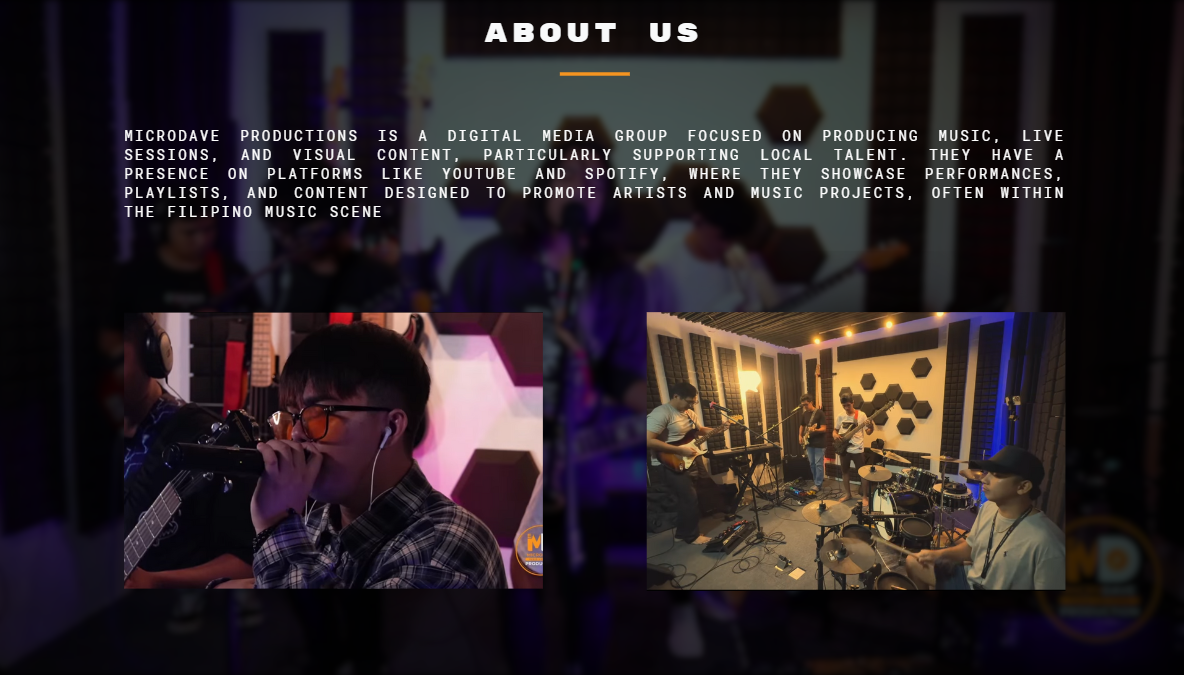 ABOUT US
MICRODAVE PRODUCTIONS IS A DIGITAL MEDIA GROUP FOCUSED ON PRODUCING MUSIC, LIVE
SESSIONS, AND VISUAL CONTENT, PARTICULARLY SUPPORTING LOCAL TALENT. THEY HAVE A
PRESENCE ON PLATFORMS LIKE YOUTUBE AND SPOTIFY, WHERE THEY SHOWCASE PERFORMANCES,
PLAYLISTS, AND CONTENT DESIGNED TO PROMOTE ARTISTS AND MUSIC PROJECTS, OFTEN WITHIN
THE FILIPINO MUSIC SCENE
MD